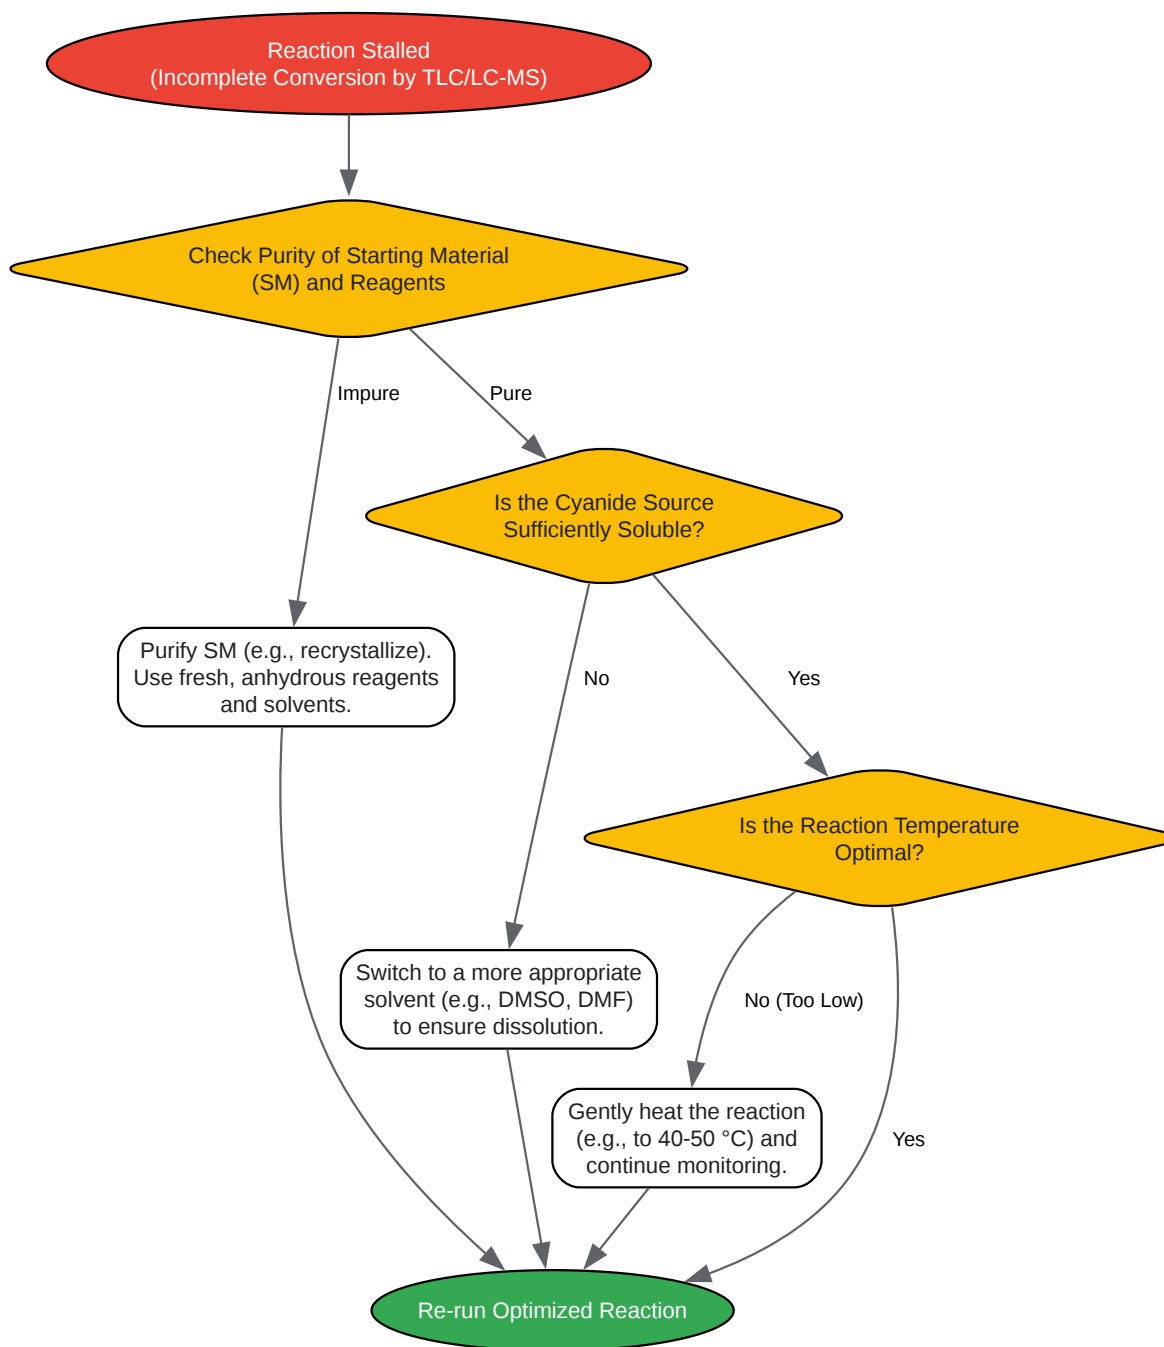 Reaction Stalled
(Incomplete Conversion by TLC/LC-MS)
Check Purity of Starting Material
(SM) and Reagents
Impure
Pure
Is the Cyanide Source
Sufficiently Soluble?
Purify SM (e.g., recrystallize).
Use fresh, anhydrous reagents
and solvents.
No
Yes
Is the Reaction Temperature
Optimal?
Switch to a more appropriate
solvent (e.g., DMSO, DMF)
to ensure dissolution.
No (Too Low)
Gently heat the reaction
(e.g., to 40-50 °C) and
continue monitoring.
Yes
Re-run Optimized Reaction